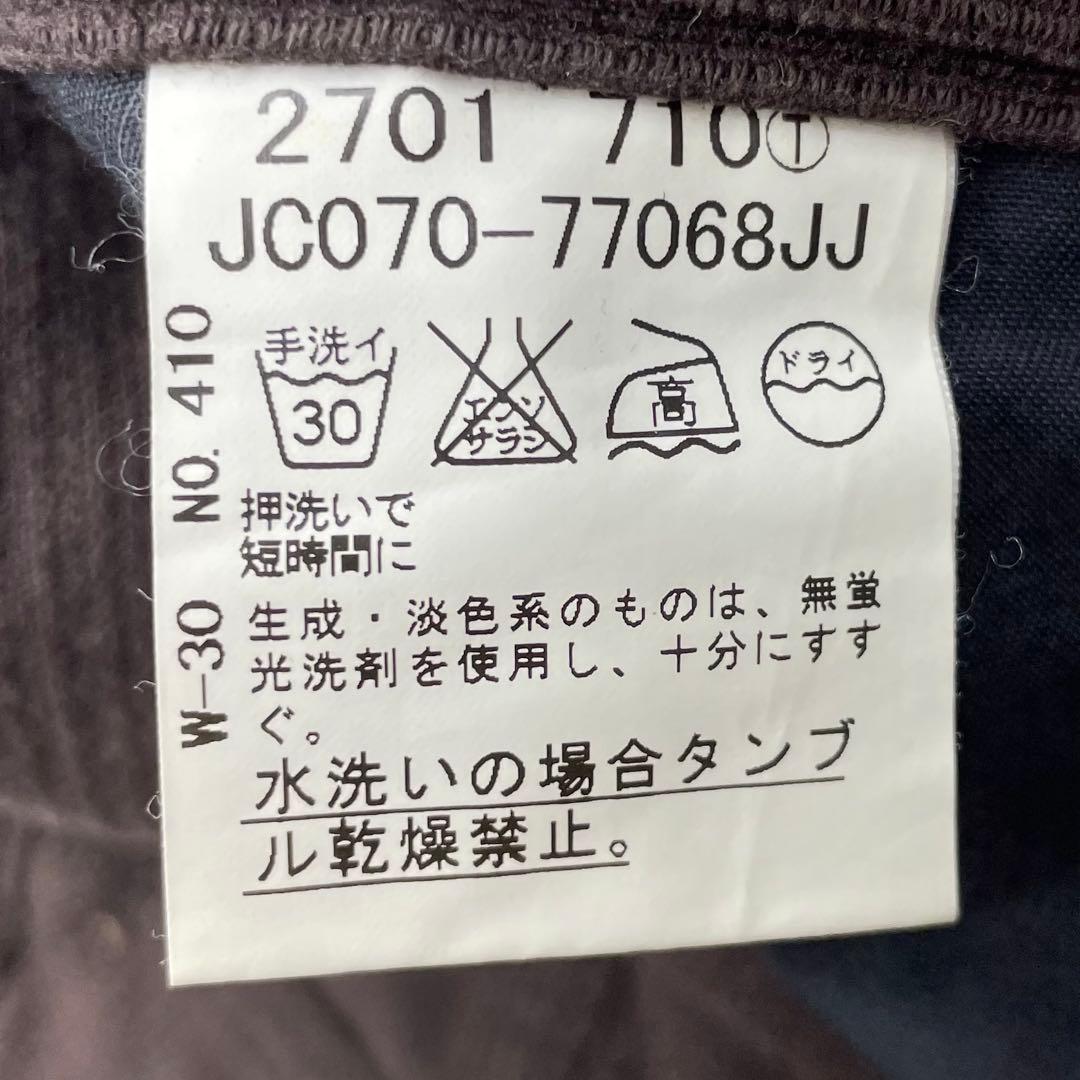 2701 710Ⓣ
JC070-77068JJ
手洗イ
30
エンソ
サラシ
高
ドライ
押洗いで
短時間に
生成・淡色系のものは、無蛍
光洗剤を使用し、十分にすす
ぐ。
水洗いの場合タンブ
ル乾燥禁止。
W-30 NO. 410